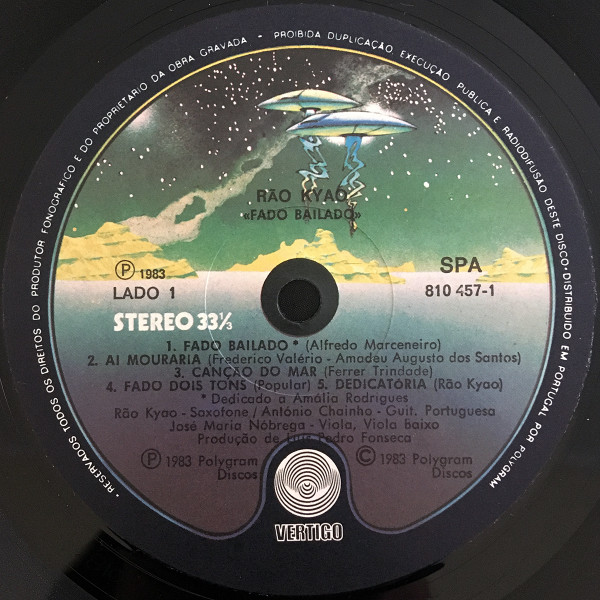 • RESERVADOS TODOS OS DIREITOS DO PRODUTOR FONOGRÁFICO E DO PROPRIETARIO DA OBRA GRAVADA – PROIBIDA DUPLICAÇÃO, EXECUÇÃO PUBLICA E RADIODIFUSÃO DESTE DISCO • DISTRIBUIDO EM PORTUGAL POR POLYGRAM
RÃO KYAO
«FADO BAILADO»
Ⓟ 1983
SPA
LADO 1
810 457-1
STEREO 33⅓
1. FADO BAILADO * (Alfredo Marceneiro)
2. AI MOURARIA (Frederico Valério - Amadeu Augusto dos Santos)
3. CANÇÃO DO MAR (Ferrer Trindade)
4. FADO DOIS TONS (Popular) 5. DEDICATÓRIA (Rão Kyao)
* Dedicado a Amália Rodrigues
Rão Kyao - Saxofone / António Chainho - Guit. Portuguesa
José Maria Nóbrega - Viola, Viola Baixo
Produção de Luis Pedro Fonseca
Ⓟ 1983 Polygram Discos
© 1983 Polygram Discos
VERTIGO